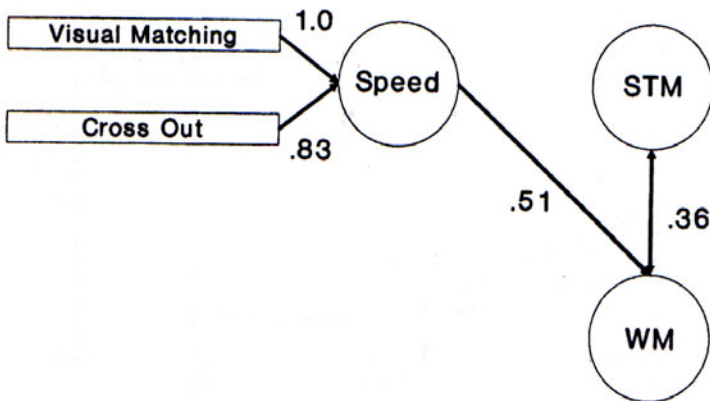 Visual Matching
1.0
Speed
STM
Cross Out
.83
.51
.36
WM